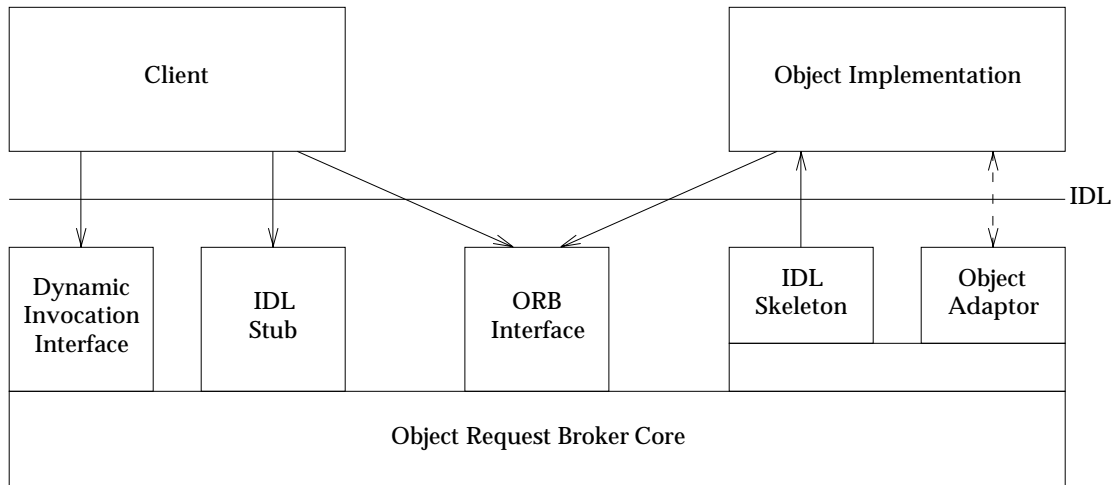 Client
Object Implementation
IDL
Dynamic
Invocation
Interface
IDL
Stub
ORB
Interface
IDL
Skeleton
Object
Adaptor
Object Request Broker Core